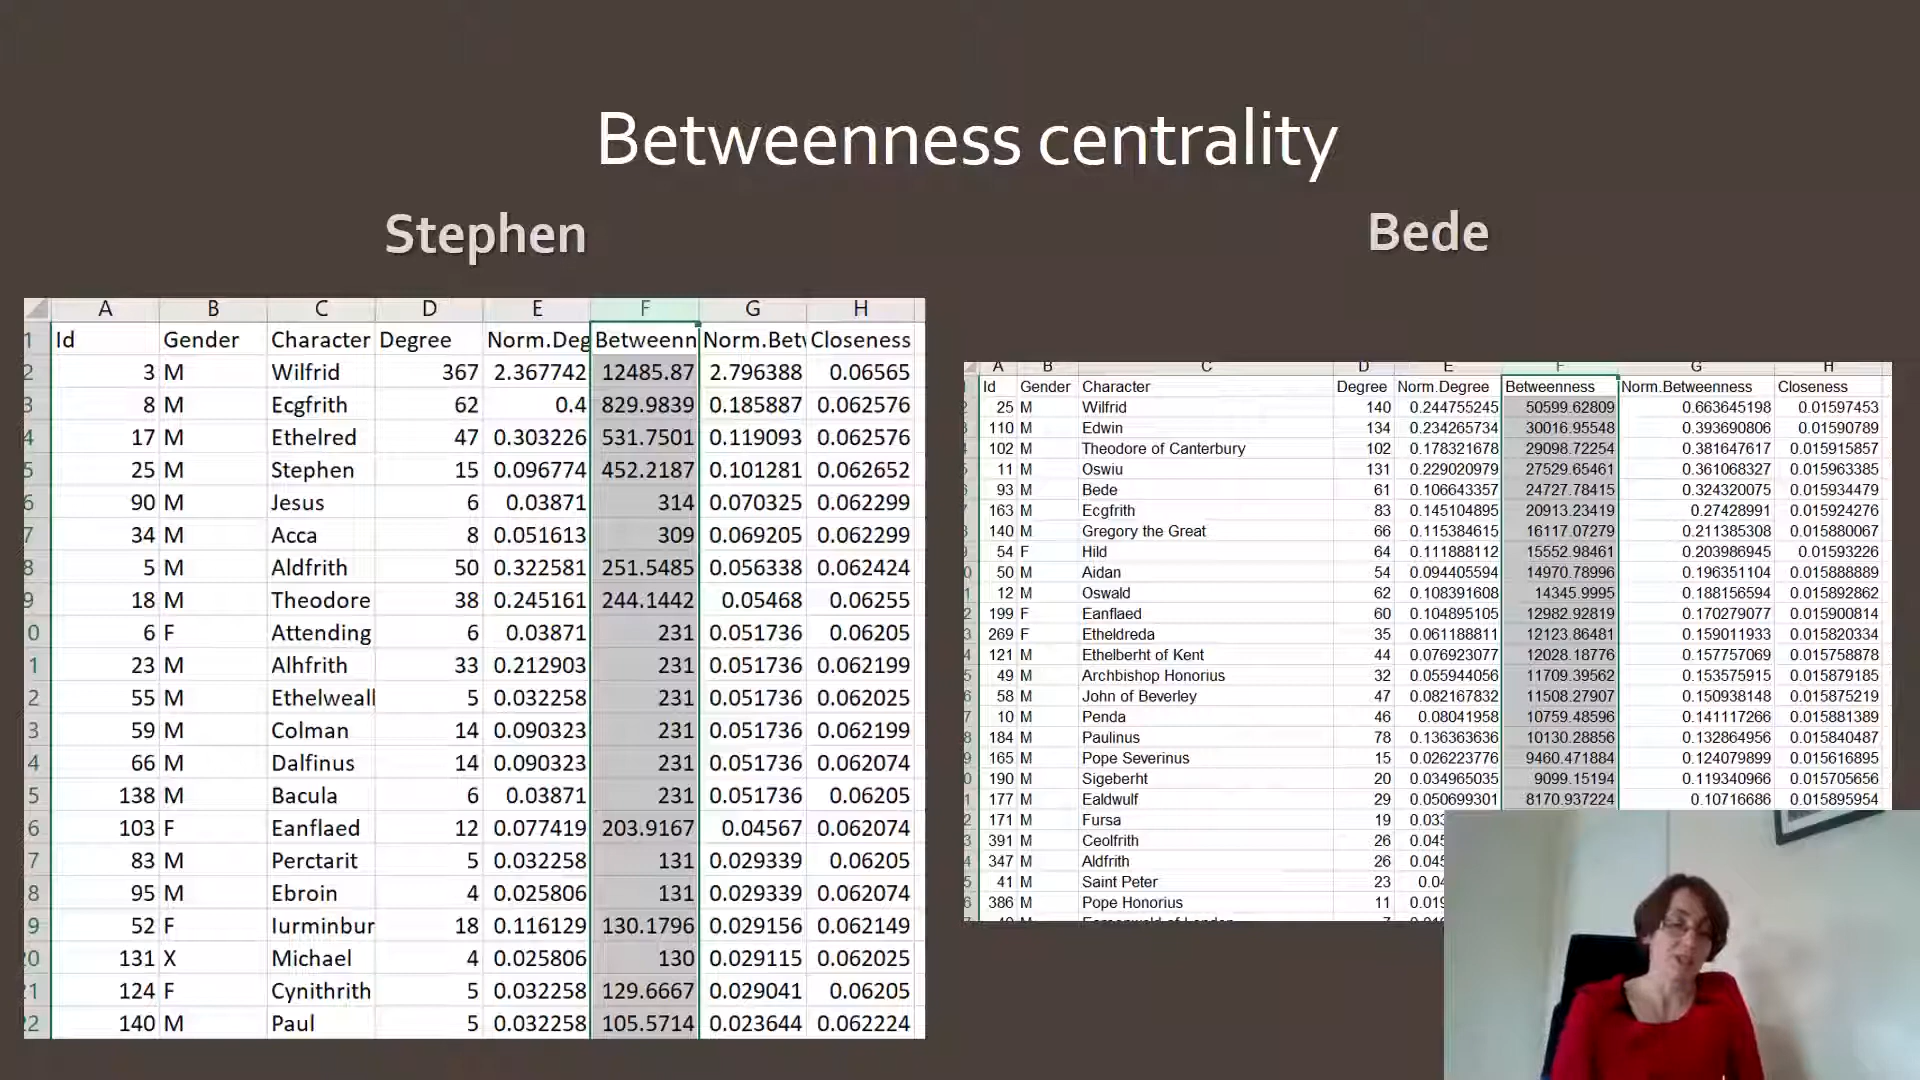 Betweenness centrality
Stephen
Bede
A B C D E F G H
1 Id Gender Character Degree Norm.Deg Betweenn Norm.Betw Closeness
2 3 M Wilfrid 367 2.367742 12485.87 2.796388 0.06565
3 8 M Ecgfrith 62 0.4 829.9839 0.185887 0.062576
4 17 M Ethelred 47 0.303226 531.7501 0.119093 0.062576
5 25 M Stephen 15 0.096774 452.2187 0.101281 0.062652
6 90 M Jesus 6 0.03871 314 0.070325 0.062299
7 34 M Acca 8 0.051613 309 0.069205 0.062299
8 5 M Aldfrith 50 0.322581 251.5485 0.056338 0.062424
9 18 M Theodore 38 0.245161 244.1442 0.05468 0.06255
0 6 F Attending 6 0.03871 231 0.051736 0.06205
1 23 M Alhfrith 33 0.212903 231 0.051736 0.062199
2 55 M Ethelweall 5 0.032258 231 0.051736 0.062025
3 59 M Colman 14 0.090323 231 0.051736 0.062199
4 66 M Dalfinus 14 0.090323 231 0.051736 0.062074
5 138 M Bacula 6 0.03871 231 0.051736 0.06205
6 103 F Eanflaed 12 0.077419 203.9167 0.04567 0.062074
7 83 M Perctarit 5 0.032258 131 0.029339 0.06205
8 95 M Ebroin 4 0.025806 131 0.029339 0.062074
9 52 F Iurminbur 18 0.116129 130.1796 0.029156 0.062149
20 131 X Michael 4 0.025806 130 0.029115 0.062025
21 124 F Cynithrith 5 0.032258 129.6667 0.029041 0.06205
22 140 M Paul 5 0.032258 105.5714 0.023644 0.062224
A B C D E F G H
Id Gender Character Degree Norm.Degree Betweenness Norm.Betweenness Closeness
25 M Wilfrid 140 0.244755245 50599.62809 0.663645198 0.01597453
110 M Edwin 134 0.234265734 30016.95548 0.393690806 0.01590789
102 M Theodore of Canterbury 102 0.178321678 29098.72254 0.381647617 0.015915857
11 M Oswiu 131 0.229020979 27529.65461 0.361068327 0.015963385
93 M Bede 61 0.106643357 24727.78415 0.324320075 0.015934479
163 M Ecgfrith 83 0.145104895 20913.23419 0.27428991 0.015924276
140 M Gregory the Great 66 0.115384615 16117.07279 0.211385308 0.015880067
54 F Hild 64 0.111888112 15552.98461 0.203986945 0.01593226
50 M Aidan 54 0.094405594 14970.78996 0.196351104 0.015888889
12 M Oswald 62 0.108391608 14345.9995 0.188156594 0.015892862
199 F Eanflaed 60 0.104895105 12982.92819 0.170279077 0.015900814
269 F Etheldreda 35 0.061188811 12123.86481 0.159011933 0.015820334
121 M Ethelberht of Kent 44 0.076923077 12028.18776 0.157757069 0.015758878
49 M Archbishop Honorius 32 0.055944056 11709.39562 0.153575915 0.015879185
58 M John of Beverley 47 0.082167832 11508.27907 0.150938148 0.015875219
10 M Penda 46 0.08041958 10759.48596 0.141117266 0.015881389
184 M Paulinus 78 0.136363636 10130.28856 0.132864956 0.015840487
165 M Pope Severinus 15 0.026223776 9460.471884 0.124079899 0.015616895
190 M Sigeberht 20 0.034965035 9099.15194 0.119340966 0.015705656
177 M Ealdwulf 29 0.050699301 8170.937224 0.10716686 0.015895954
171 M Fursa 19 0.033
391 M Ceolfrith 26 0.045
347 M Aldfrith 26 0.045
41 M Saint Peter 23 0.04
386 M Pope Honorius 11 0.019